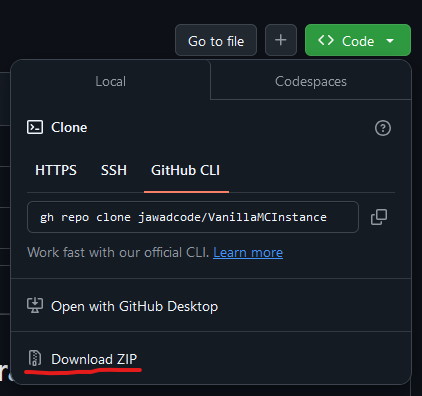 Go to file
Code
Local
Codespaces
Clone
HTTPS
SSH
GitHub CLI
gh repo clone jawadcode/VanillaMCInstance
Work fast with our official CLI. Learn more
Open with GitHub Desktop
Download ZIP